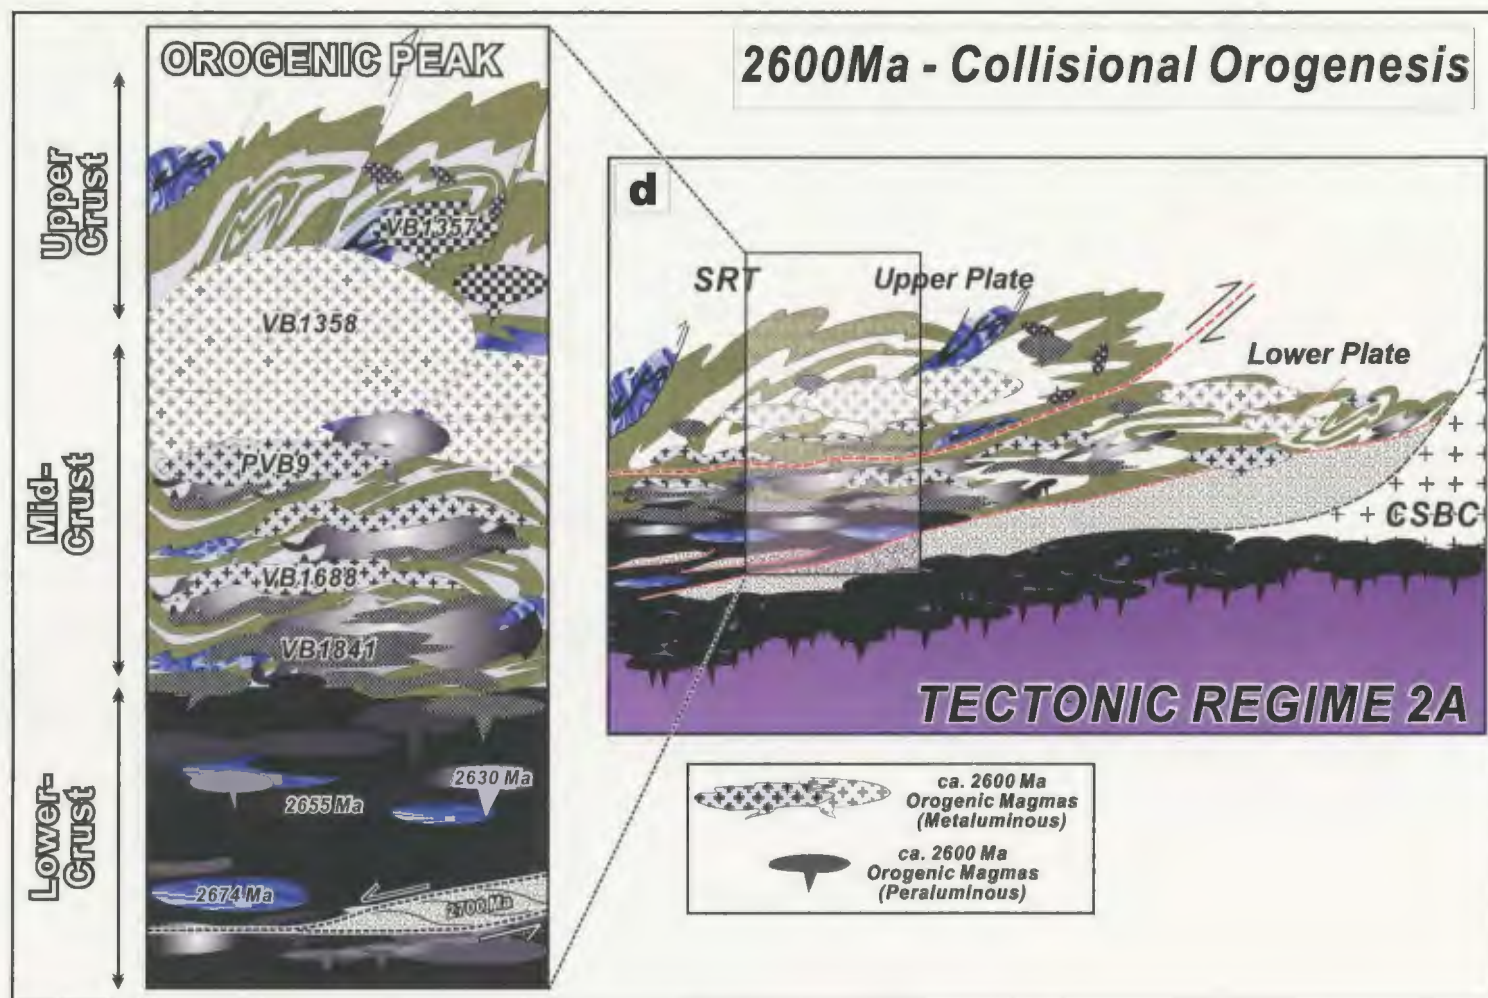 OROGENIC PEAK
2600Ma - Collisional Orogenesis
Upper
Crust
Mid-
Crust
Lower-
Crust
VB1357
VB1358
PVB9
VB1688
VB1841
2630 Ma
2655 Ma
2674 Ma
2700 Ma
d
SRT
Upper Plate
Lower Plate
CSBC
TECTONIC REGIME 2A
ca. 2600 Ma
Orogenic Magmas
(Metaluminous)
ca. 2600 Ma
Orogenic Magmas
(Peraluminous)